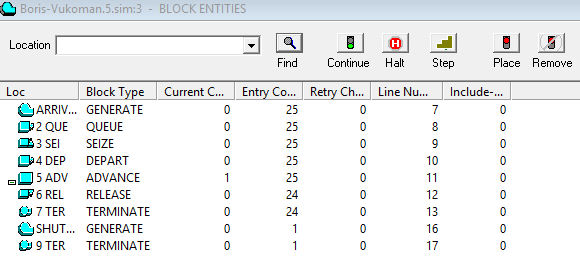 Boris-Vukoman.5.sim:3 - BLOCK ENTITIES
Location Find Continue Halt Step Place Remove
Loc Block Type Current C... Entry Co... Retry Ch... Line Nu... Include-...
ARRIV... GENERATE 0 25 0 7 0
2 QUE QUEUE 0 25 0 8 0
3 SEI SEIZE 0 25 0 9 0
4 DEP DEPART 0 25 0 10 0
5 ADV ADVANCE 1 25 0 11 0
6 REL RELEASE 0 24 0 12 0
7 TER TERMINATE 0 24 0 13 0
SHUT... GENERATE 0 1 0 16 0
9 TER TERMINATE 0 1 0 17 0